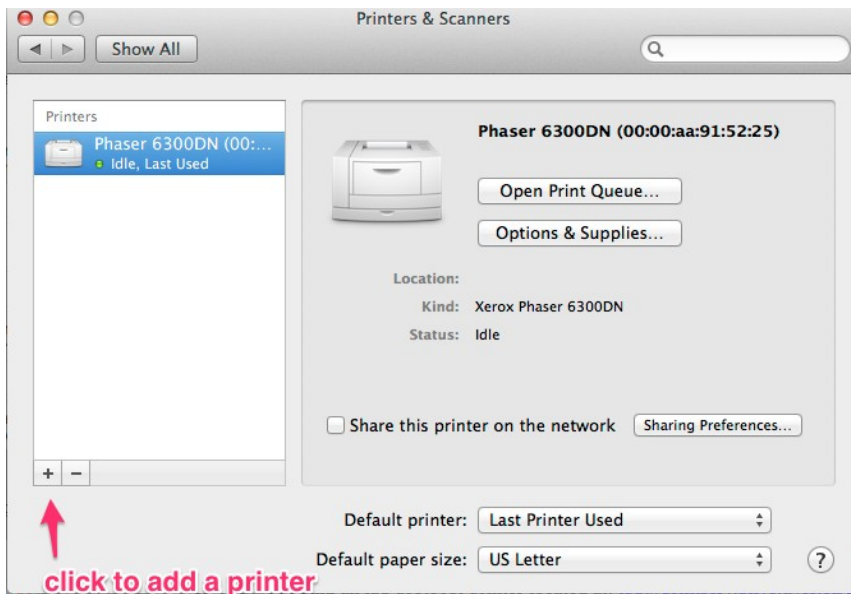 Printers & Scanners
Show All
Printers
Phaser 6300DN (00:...
Idle, Last Used
+ −
Phaser 6300DN (00:00:aa:91:52:25)
Open Print Queue...
Options & Supplies...
Location:
Kind: Xerox Phaser 6300DN
Status: Idle
Share this printer on the network Sharing Preferences...
Default printer: Last Printer Used
Default paper size: US Letter ?
click to add a printer